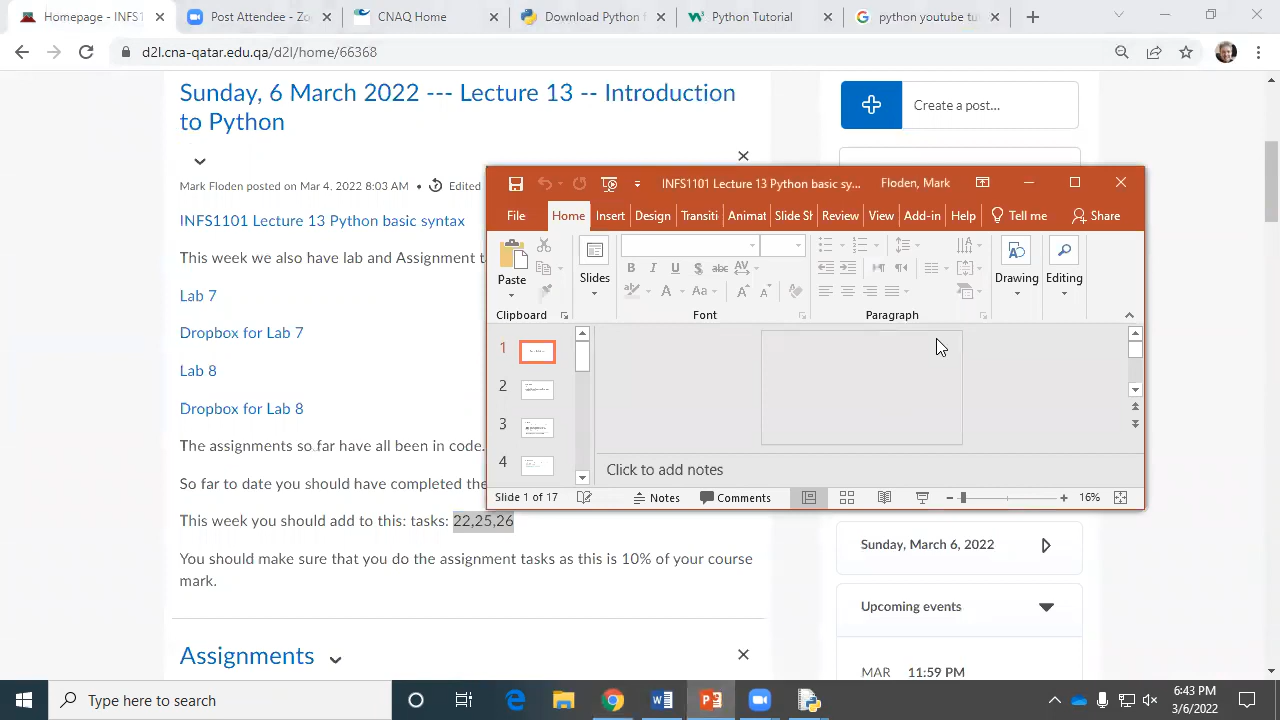 Homepage - INFS1
Post Attendee - Zo
CNAQ Home
Download Python f
Python Tutorial
python youtube tu
d2l.cna-qatar.edu.qa/d2l/home/66368
Sunday, 6 March 2022 --- Lecture 13 -- Introduction
to Python
Mark Floden posted on Mar 4, 2022 8:03 AM • Edited
INFS1101 Lecture 13 Python basic syntax
This week we also have lab and Assignment t
Lab 7
Dropbox for Lab 7
Lab 8
Dropbox for Lab 8
The assignments so far have all been in code.
So far to date you should have completed the
This week you should add to this: tasks: 22,25,26
You should make sure that you do the assignment tasks as this is 10% of your course
mark.
Assignments
Create a post...
INFS1101 Lecture 13 Python basic sy... Floden, Mark
File Home Insert Design Transiti Animat Slide Sh Review View Add-in Help Tell me Share
Paste
Slides
Drawing
Editing
Clipboard
Font
Paragraph
1
2
3
4
Click to add notes
Slide 1 of 17
Notes
Comments
16%
Sunday, March 6, 2022
Upcoming events
MAR 11:59 PM
Type here to search
6:43 PM
3/6/2022